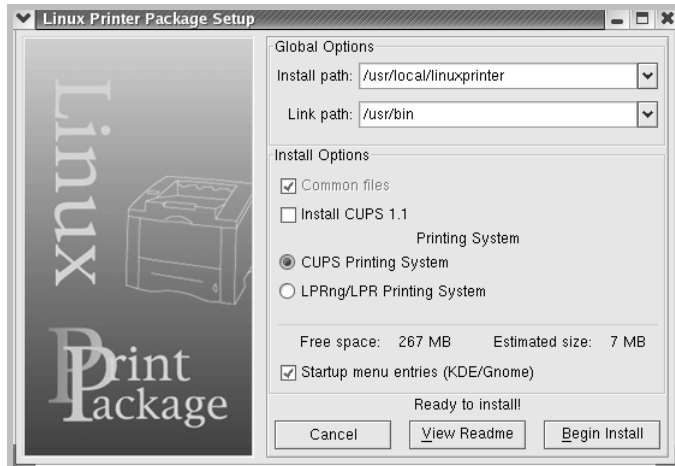 Linux Printer Package Setup
Linux
Print
Package
Global Options
Install path: /usr/local/linuxprinter
Link path: /usr/bin
Install Options
Common files
Install CUPS 1.1
Printing System
CUPS Printing System
LPRng/LPR Printing System
Free space: 267 MB Estimated size: 7 MB
Startup menu entries (KDE/Gnome)
Ready to install!
Cancel View Readme Begin Install